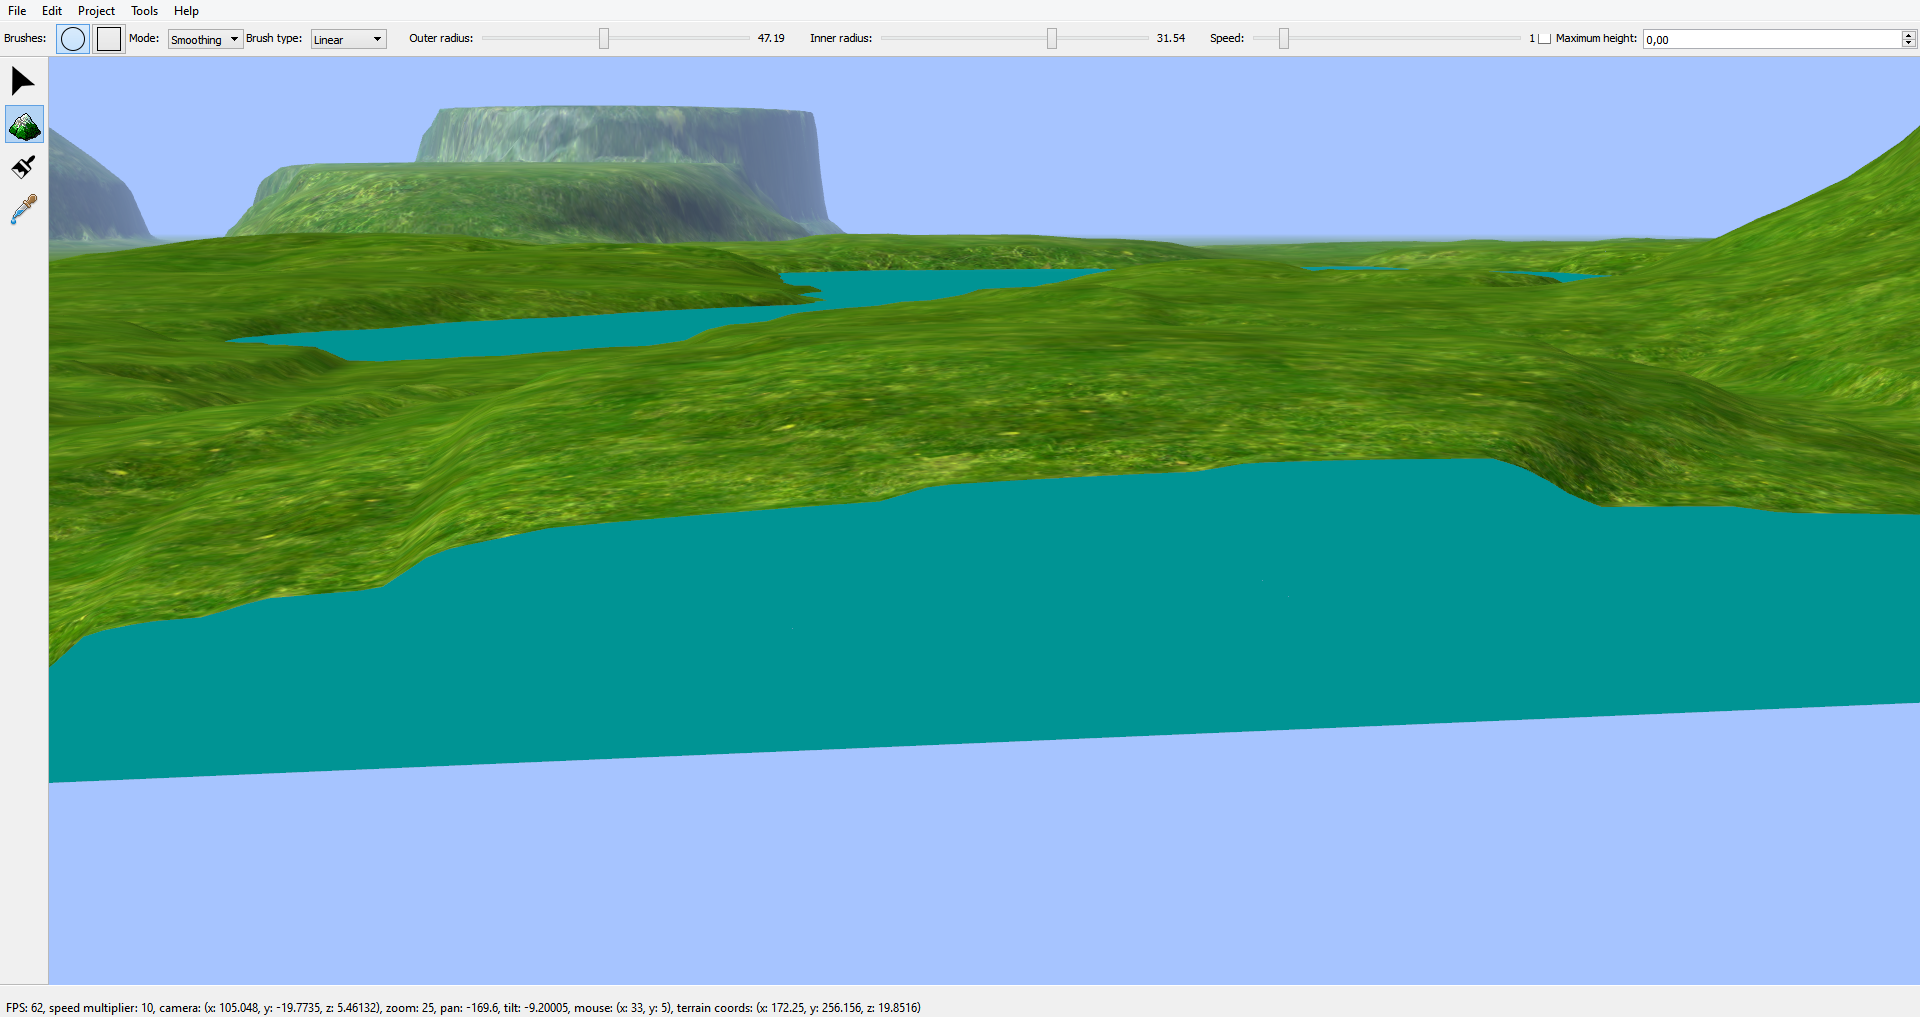 File Edit Project Tools Help
Brushes: Mode: Smoothing Brush type: Linear Outer radius: 47.19 Inner radius: 31.54 Speed: 1 Maximum height: 0,00
FPS: 62, speed multiplier: 10, camera: (x: 105.048, y: -19.7735, z: 5.46132), zoom: 25, pan: -169.6, tilt: -9.20005, mouse: (x: 33, y: 5), terrain coords: (x: 172.25, y: 256.156, z: 19.8516)